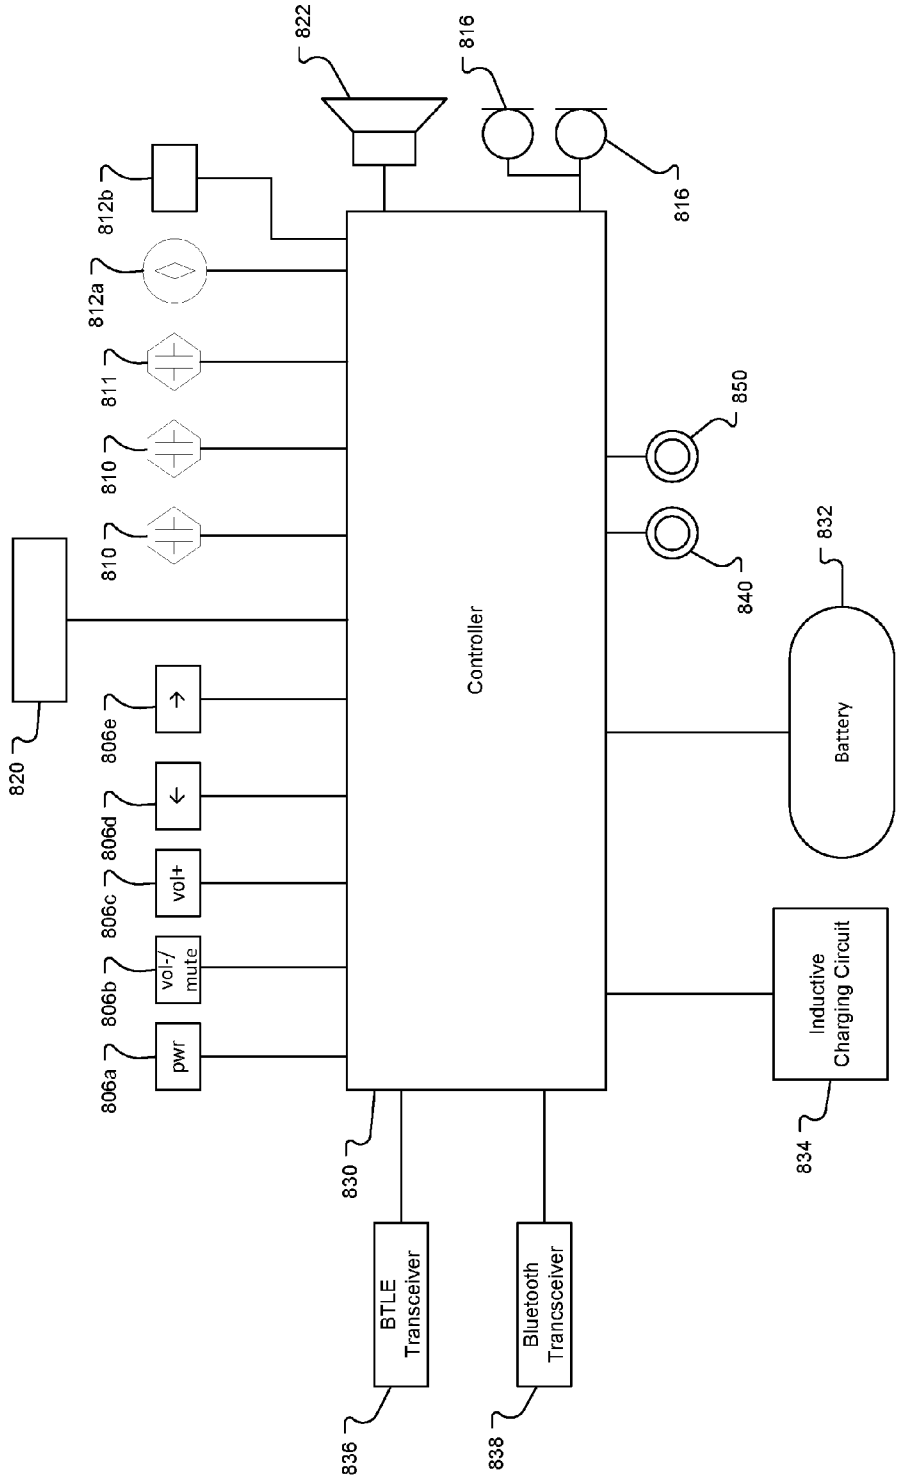 820
806a
806b
806c
806d
806e
810
810
811
812a
812b
pwr
vol-/
mute
vol+
↑
↓
822
830
836
BTLE
Transceiver
Controller
816
838
Bluetooth
Trancsceiver
816
840
850
834
Inductive
Charging Circuit
Battery
832